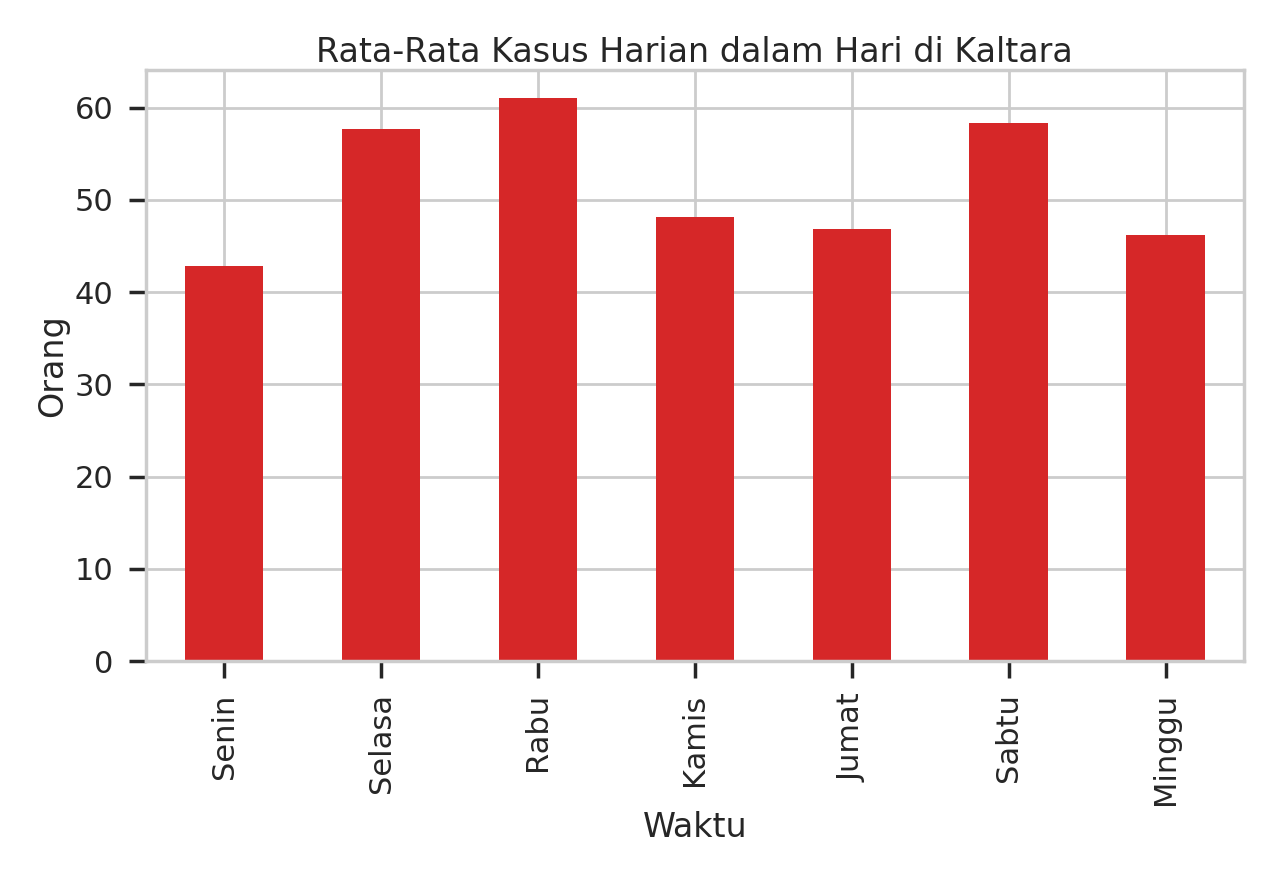 Rata-Rata Kasus Harian dalam Hari di Kaltara
60
50
40
30
20
10
0
Orang
Senin
Selasa
Rabu
Kamis
Jumat
Sabtu
Minggu
Waktu